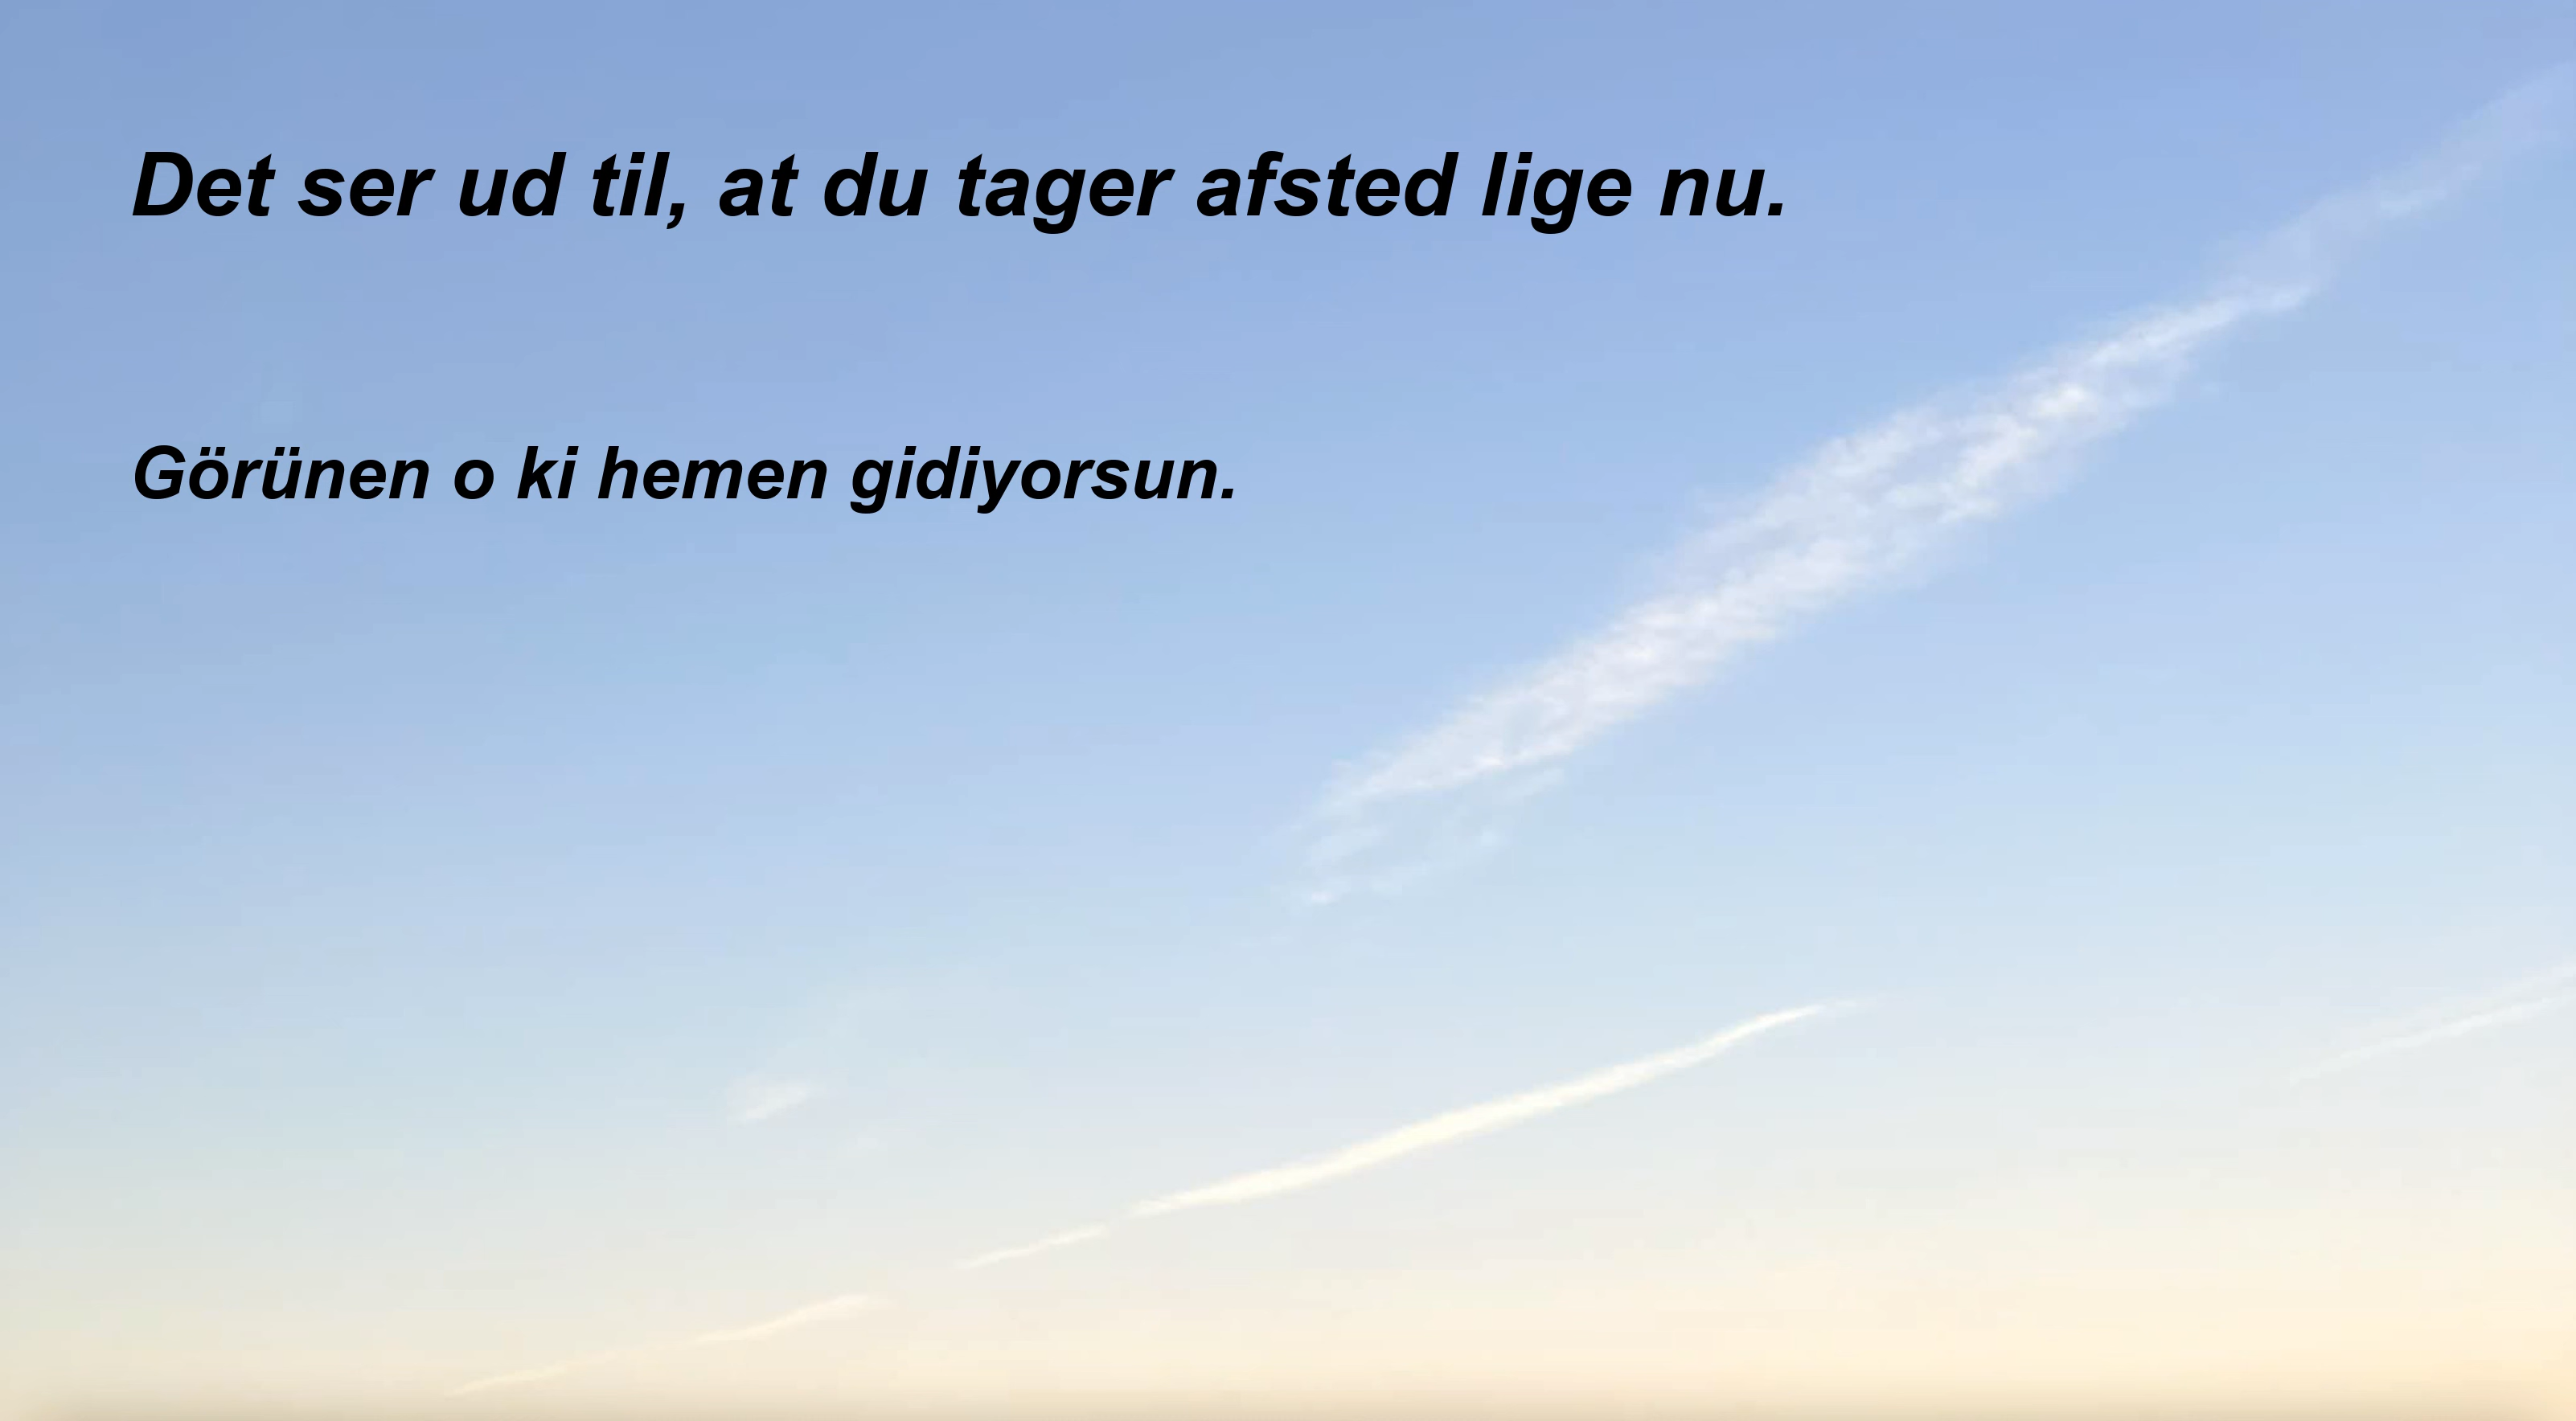 Det ser ud til, at du tager afsted lige nu.
Görünen o ki hemen gidiyorsun.